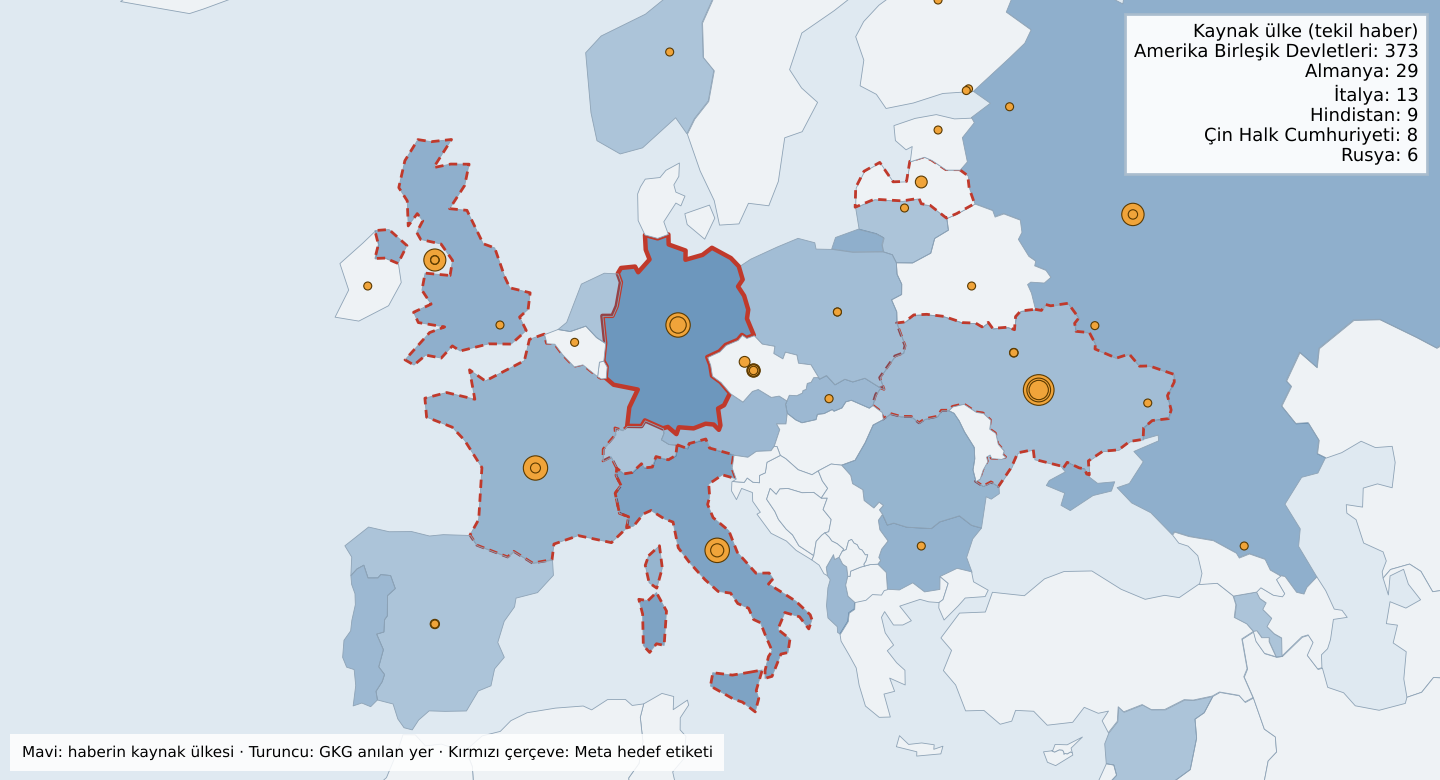 Kaynak ülke (tekil haber)
Amerika Birleşik Devletleri: 373
Almanya: 29
İtalya: 13
Hindistan: 9
Çin Halk Cumhuriyeti: 8
Rusya: 6
Mavi: haberin kaynak ülkesi · Turuncu: GKG anılan yer · Kırmızı çerçeve: Meta hedef etiketi